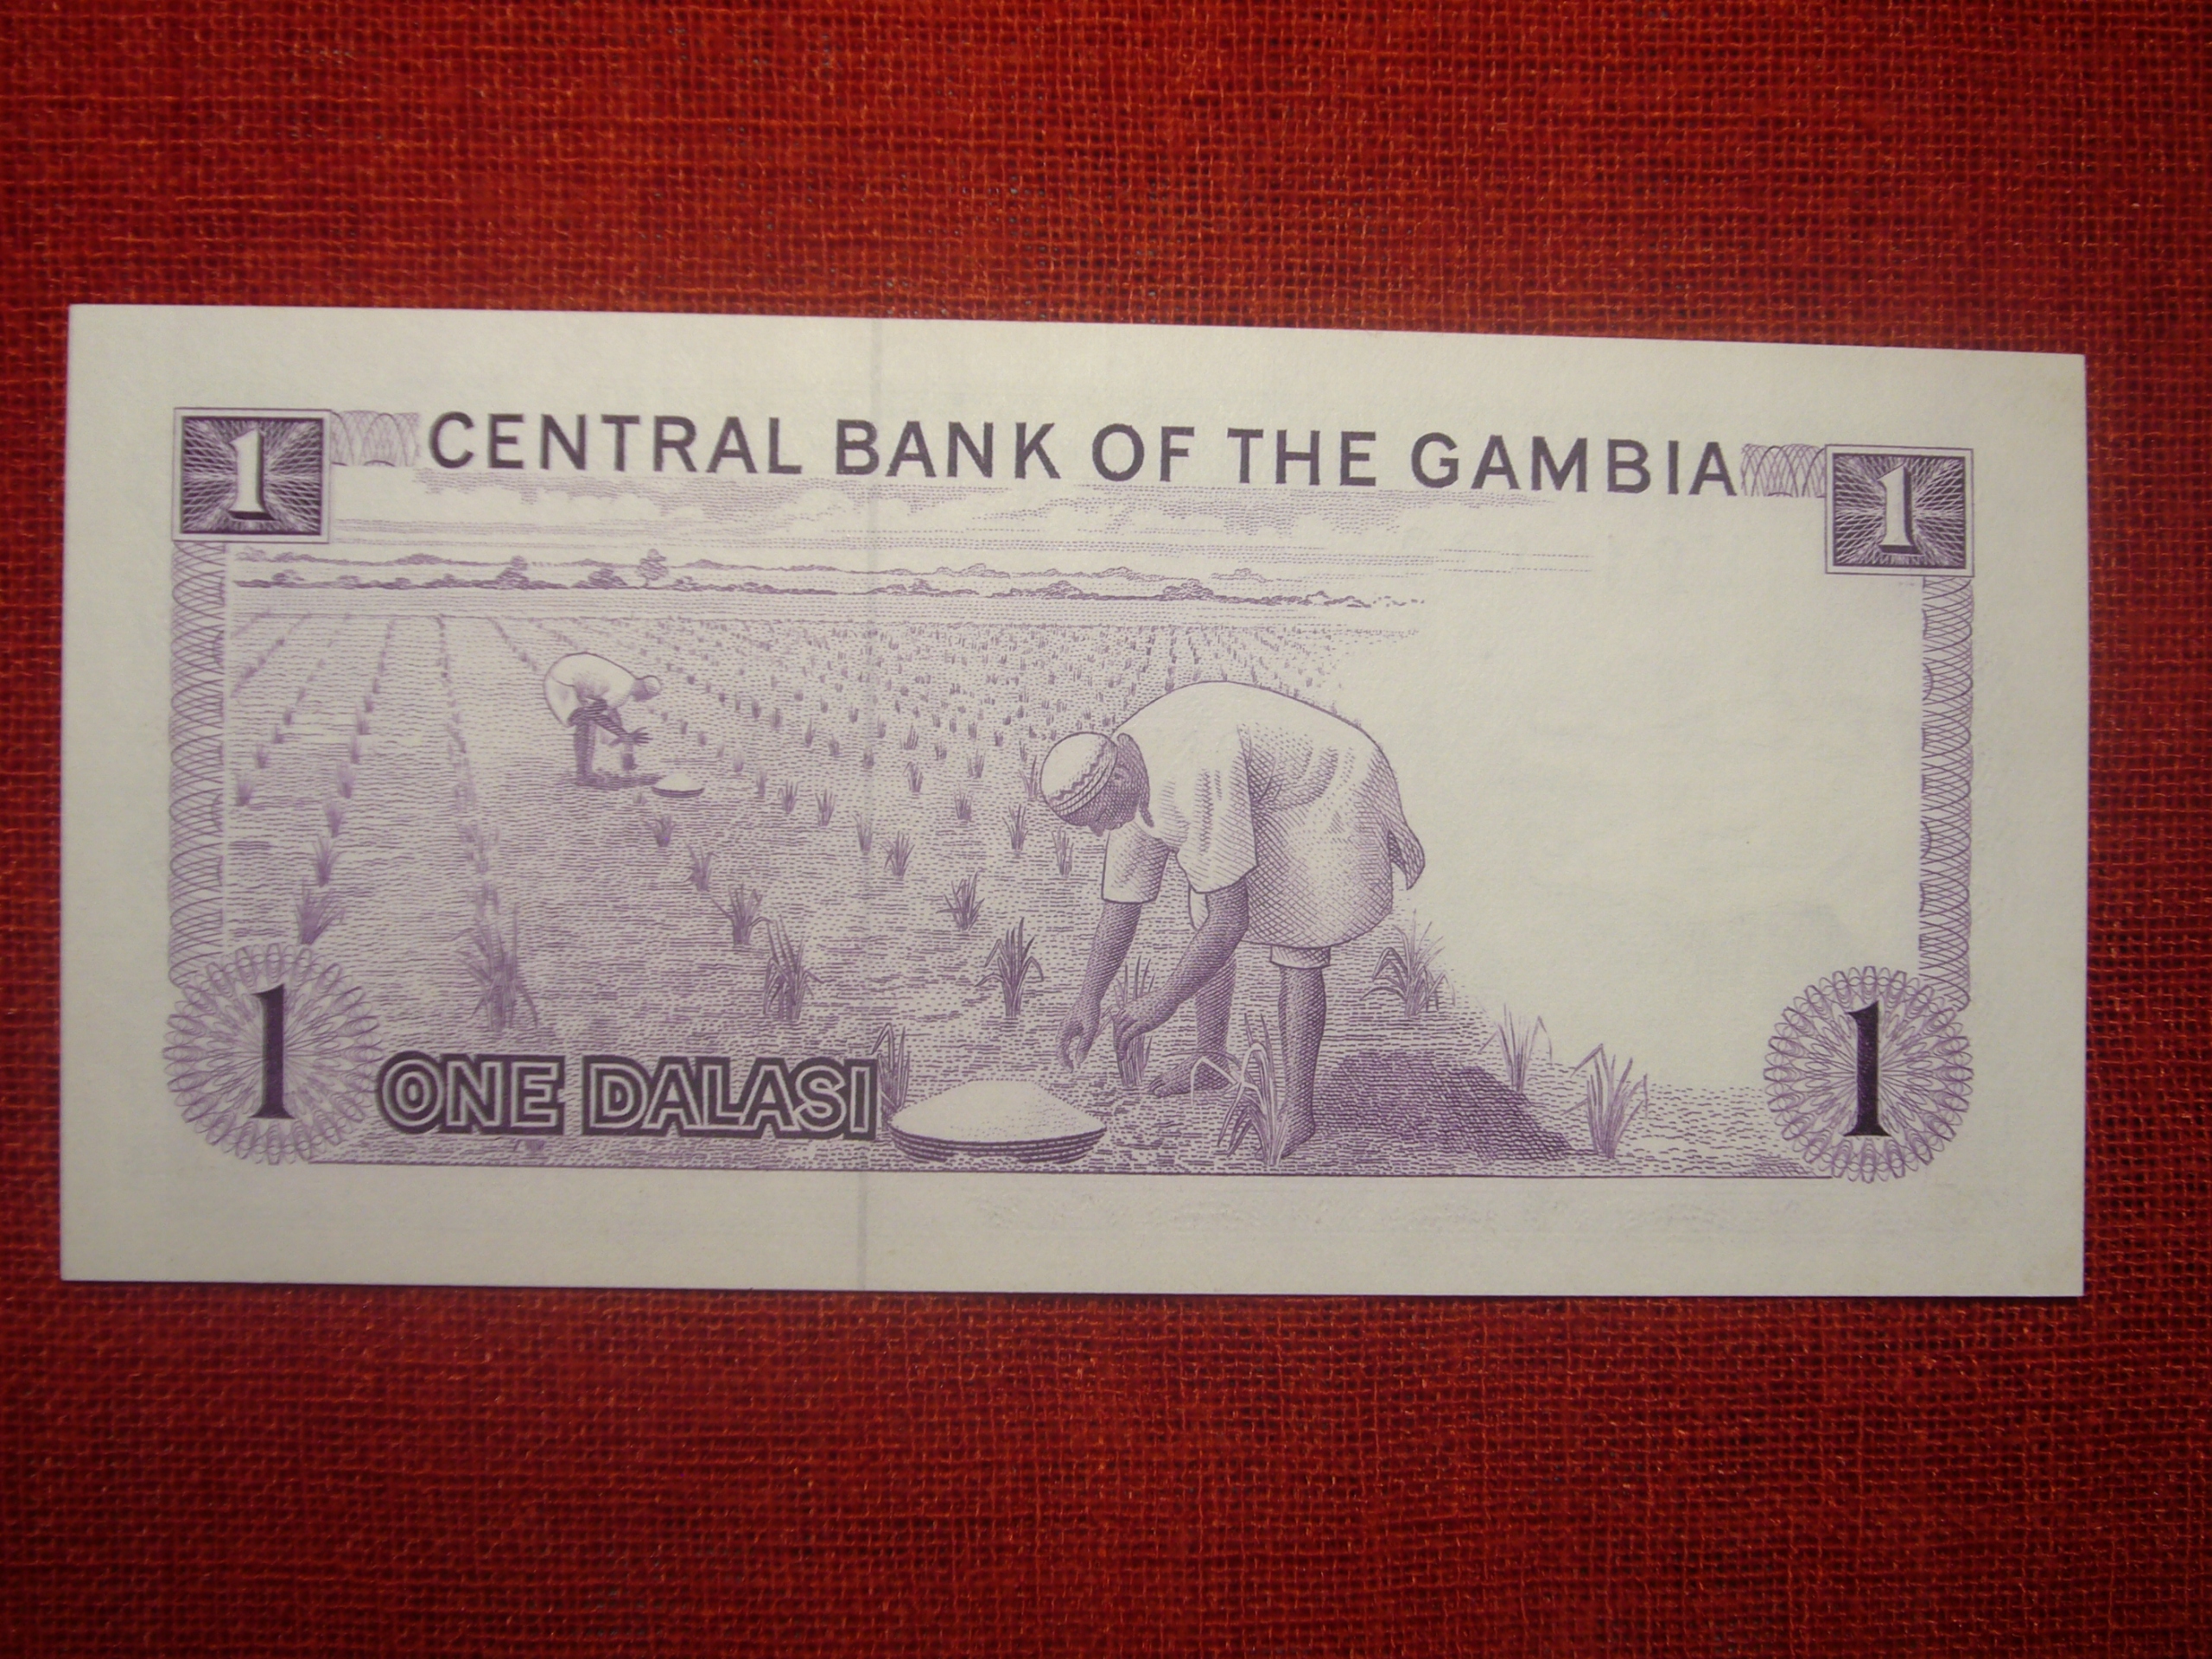 1 CENTRAL BANK OF THE GAMBIA 1
1 ONE DALASI 1